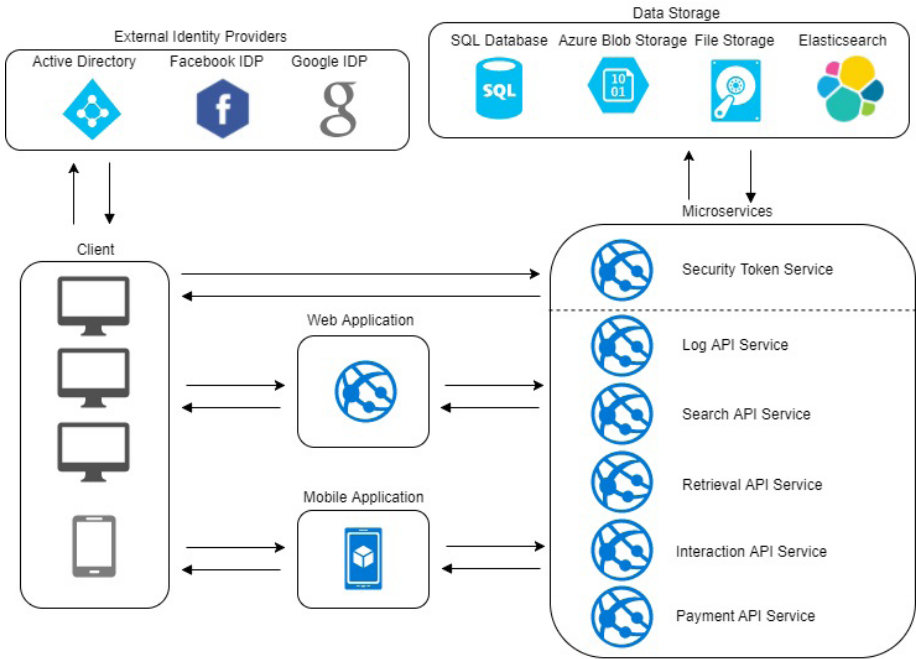 External Identity Providers
Active Directory
Facebook IDP
Google IDP
f
g
Data Storage
SQL Database
Azure Blob Storage
File Storage
Elasticsearch
SQL
10
01
Client
Web Application
Mobile Application
Microservices
Security Token Service
Log API Service
Search API Service
Retrieval API Service
Interaction API Service
Payment API Service